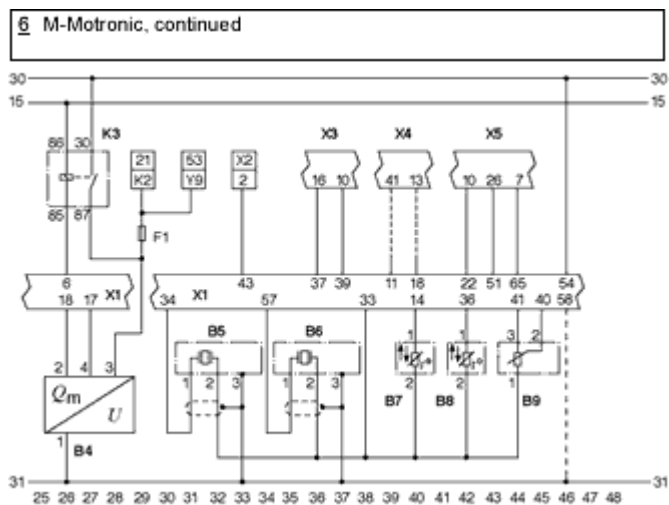 6 M-Motronic, continued
30 30
15 15
86 30 K3 21 53 X2 X3 X4 X5
K2 Y9 2 16 10 41 13 10 26 7
85 87
F1
6 43 37 39 11 18 22 51 65 54
18 17 X1 34 X1 57 33 14 36 41 40 58
B5 B6 1 1 3 2
2 4 3 1 2 3 1 2 3 2 2 1
Qm B7 B8 B9
U
1 B4
31 31
25 26 27 28 29 30 31 32 33 34 35 36 37 38 39 40 41 42 43 44 45 46 47 48